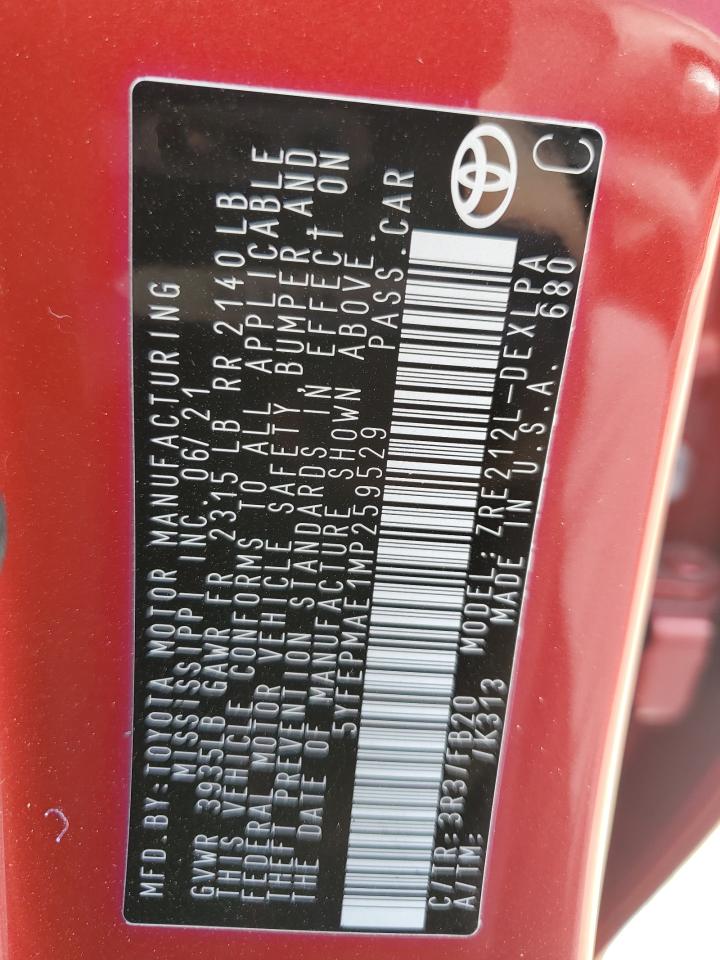 MFD.BY:TOYOTA MOTOR MANUFACTURING
MISSISSIPPI INC.06/21
GVWR 3935LB GAWR FR 2315 LB RR 2140LB
THIS VEHICLE CONFORMS TO ALL APPLICABLE
FEDERAL MOTOR VEHICLE SAFETY, BUMPER AND
THEFT PREVENTION STANDARDS IN EFFECT ON
THE DATE OF MANUFACTURE SHOWN ABOVE.
5YFEPMAE1MP259529 PASS.CAR
C/TR:3R3/FB20 MODEL:ZRE212L-DEXLPA
A/TM: /K313 MADE IN U.S.A. 680
C